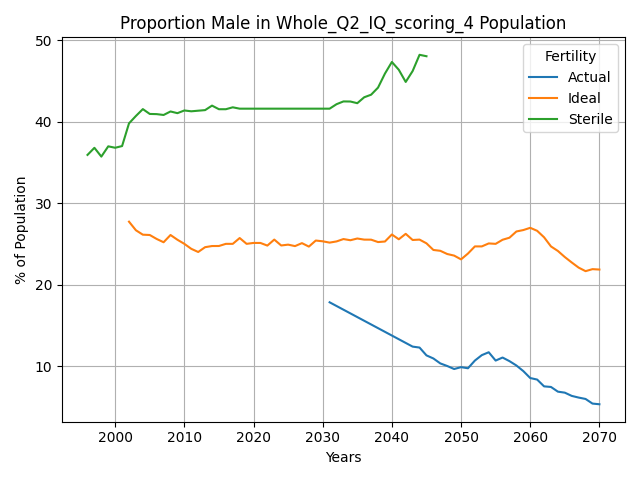 Proportion Male in Whole_Q2_IQ_scoring_4 Population
% of Population
50
40
30
20
10
Fertility
Actual
Ideal
Sterile
2000 2010 2020 2030 2040 2050 2060 2070
Years